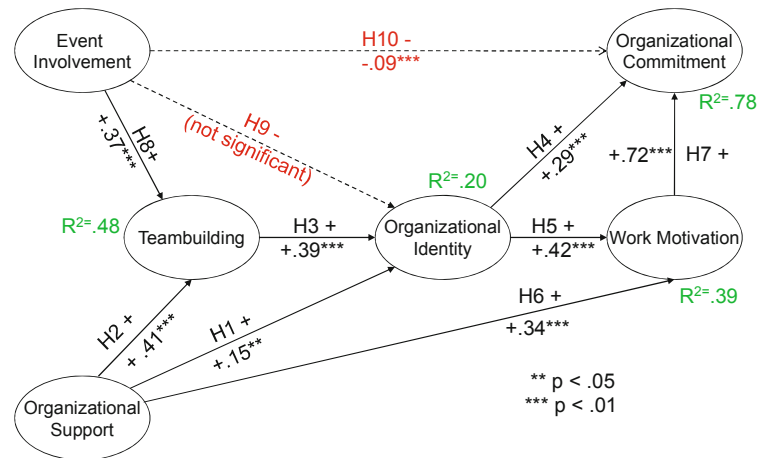 Event
Involvement
H10 -
-.09***
Organizational
Commitment
R²=.78
H8+
+.37***
H9 -
(not significant)
H4 +
+.29***
+.72***
H7 +
R²=.48
Teambuilding
H3 +
+.39***
R²=.20
Organizational
Identity
H5 +
+.42***
Work Motivation
R²=.39
H2 +
+ .41***
H1 +
+.15**
H6 +
+.34***
Organizational
Support
** p < .05
*** p < .01